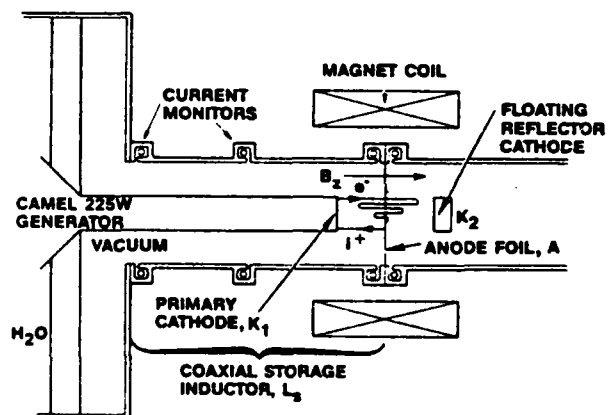 MAGNET COIL
CURRENT
MONITORS
FLOATING
REFLECTOR
CATHODE
B_z
e⁻
CAMEL 225W
GENERATOR
K₂
i⁺
VACUUM
ANODE FOIL, A
PRIMARY
CATHODE, K₁
H₂O
COAXIAL STORAGE
INDUCTOR, Lₛ